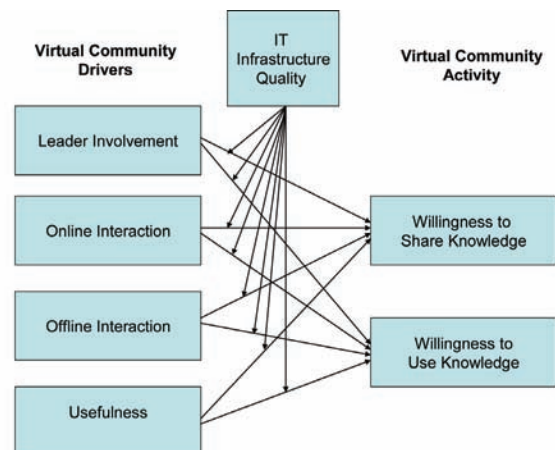 Virtual Community
Drivers
IT
Infrastructure
Quality
Virtual Community
Activity
Leader Involvement
Online Interaction
Offline Interaction
Usefulness
Willingness to
Share Knowledge
Willingness to
Use Knowledge